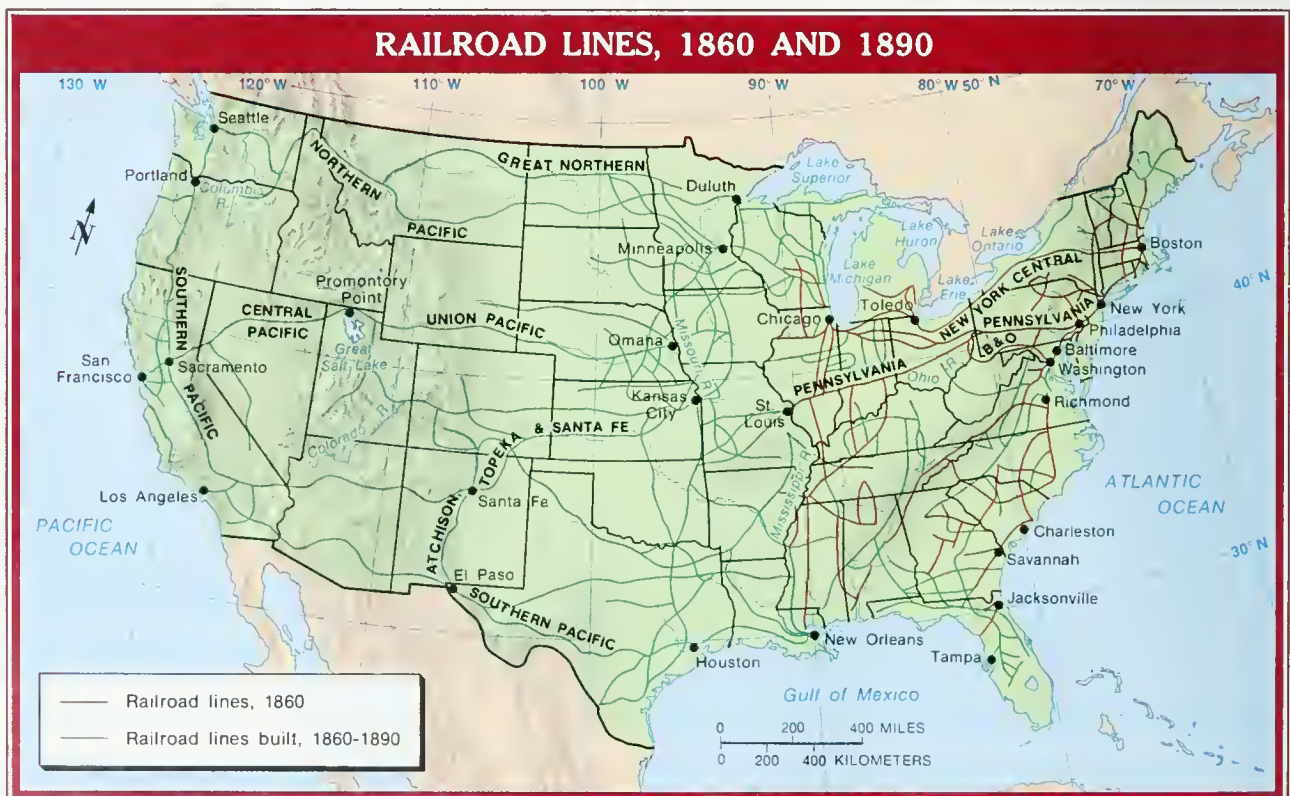 RAILROAD LINES, 1860 AND 1890
130 W
120° W
110° W
100° W
90° W
80° W
50° N
70° W
40° N
30° N
Seattle
Portland
Columbia
R.
NORTHERN
PACIFIC
GREAT NORTHERN
Duluth
Lake
Superior
Minneapolis
Lake
Huron
Lake
Michigan
Lake
Ontario
Lake
Erie
Boston
N
SOUTHERN
PACIFIC
Promontory
Point
CENTRAL
PACIFIC
Great
Salt Lake
UNION PACIFIC
Omaha
Missouri R.
Chicago
Toledo
NEW YORK CENTRAL
PENNSYLVANIA
New York
Philadelphia
B&O
Baltimore
Washington
San
Francisco
Sacramento
Kansas
City
St.
Louis
PENNSYLVANIA
Ohio R.
Richmond
Colorado R.
ATCHISON,
TOPEKA
& SANTA FE
Los Angeles
Santa Fe
Mississippi R.
PACIFIC
OCEAN
ATLANTIC
OCEAN
Charleston
Savannah
El Paso
SOUTHERN PACIFIC
Jacksonville
New Orleans
Houston
Tampa
Gulf of Mexico
Railroad lines, 1860
Railroad lines built, 1860-1890
0 200 400 MILES
0 200 400 KILOMETERS